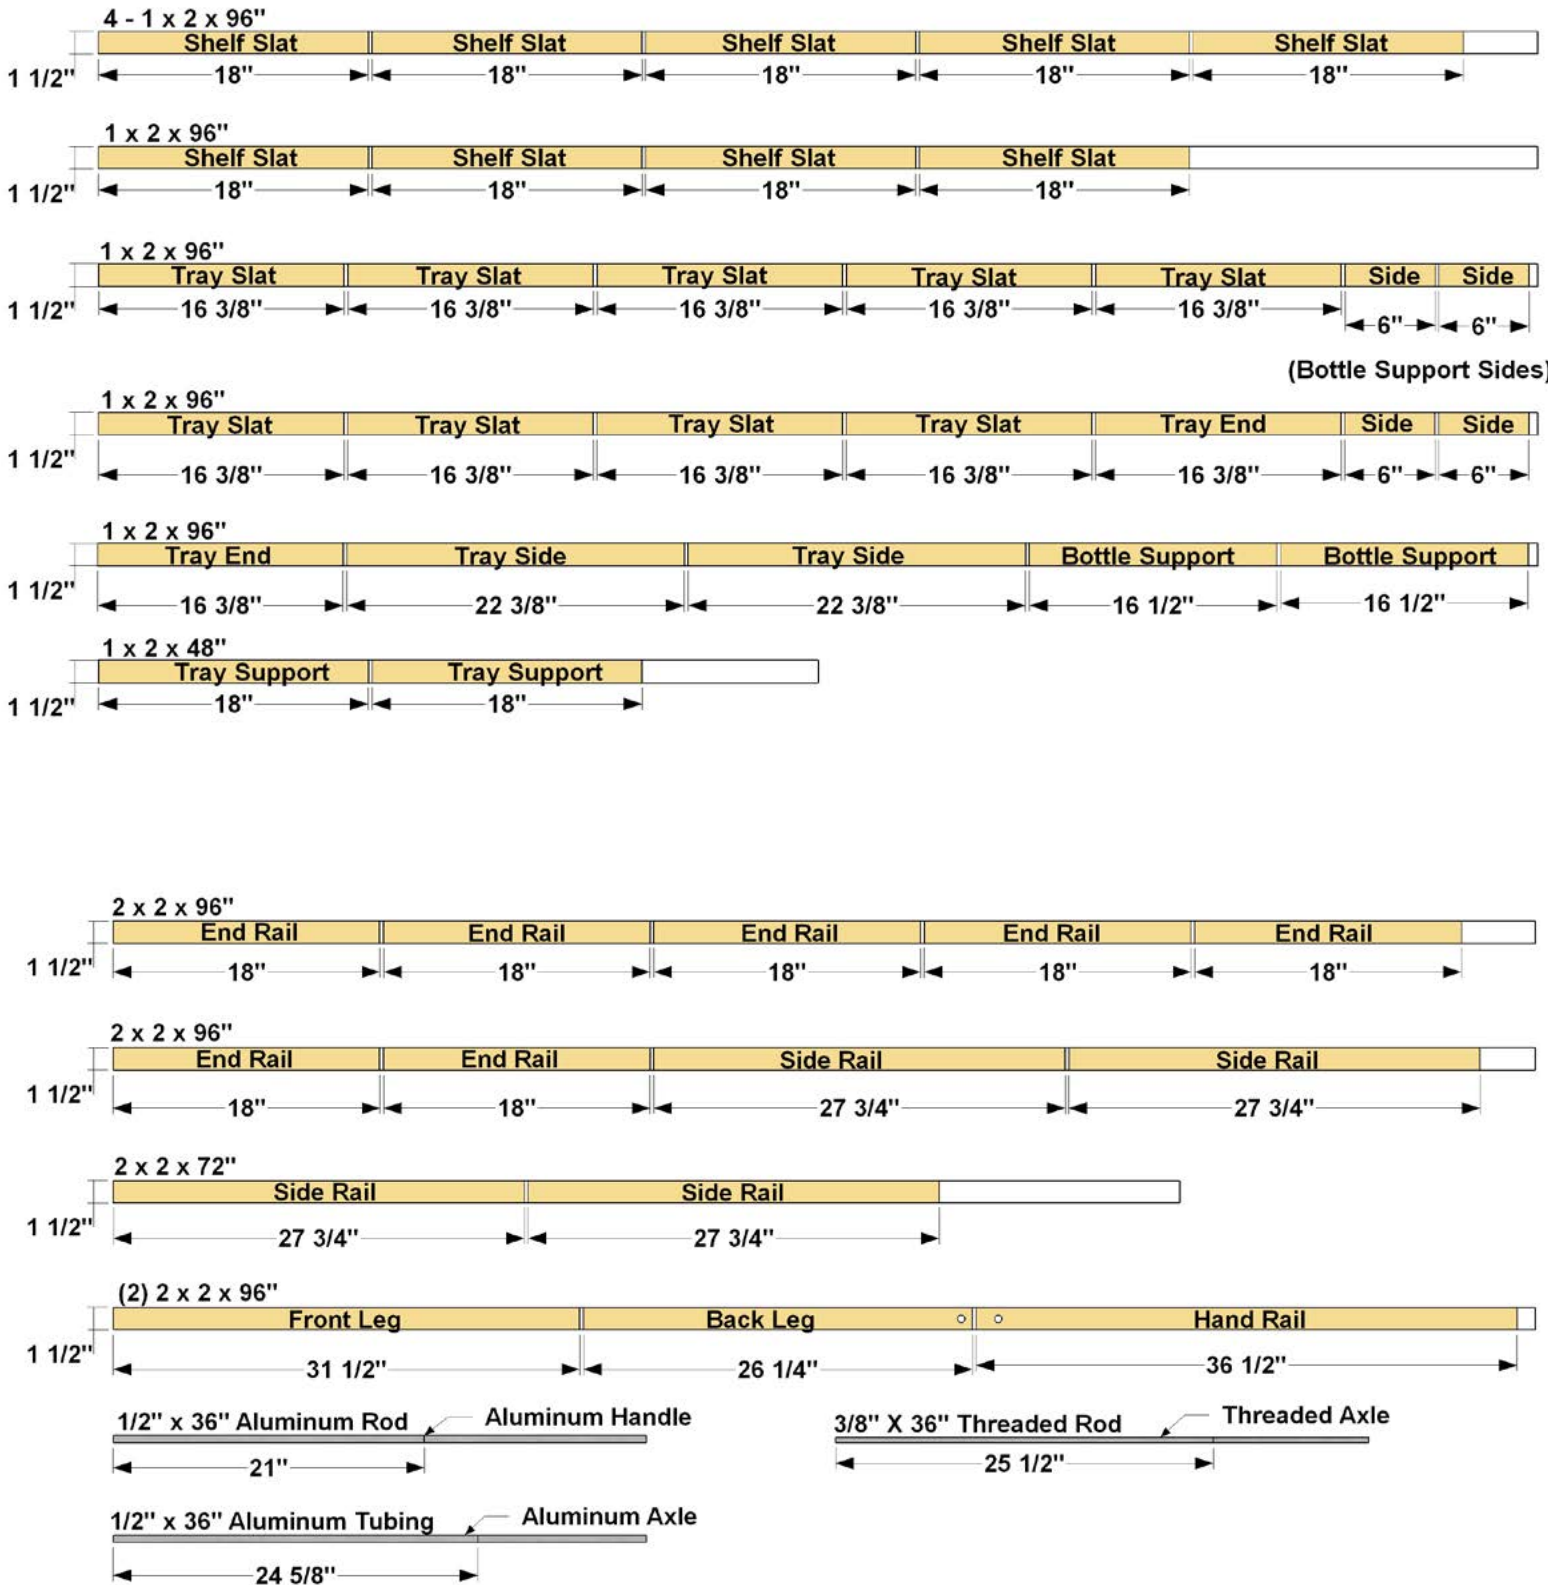 4 - 1 x 2 x 96"
Shelf Slat Shelf Slat Shelf Slat Shelf Slat Shelf Slat
1 1/2" 18" 18" 18" 18" 18"
1 x 2 x 96"
Shelf Slat Shelf Slat Shelf Slat Shelf Slat
1 1/2" 18" 18" 18" 18"
1 x 2 x 96"
Tray Slat Tray Slat Tray Slat Tray Slat Tray Slat Side Side
1 1/2" 16 3/8" 16 3/8" 16 3/8" 16 3/8" 16 3/8" 6" 6"
(Bottle Support Sides)
1 x 2 x 96"
Tray Slat Tray Slat Tray Slat Tray Slat Tray End Side Side
1 1/2" 16 3/8" 16 3/8" 16 3/8" 16 3/8" 16 3/8" 6" 6"
1 x 2 x 96"
Tray End Tray Side Tray Side Bottle Support Bottle Support
1 1/2" 16 3/8" 22 3/8" 22 3/8" 16 1/2" 16 1/2"
1 x 2 x 48"
Tray Support Tray Support
1 1/2" 18" 18"
2 x 2 x 96"
End Rail End Rail End Rail End Rail End Rail
1 1/2" 18" 18" 18" 18" 18"
2 x 2 x 96"
End Rail End Rail Side Rail Side Rail
1 1/2" 18" 18" 27 3/4" 27 3/4"
2 x 2 x 72"
Side Rail Side Rail
1 1/2" 27 3/4" 27 3/4"
(2) 2 x 2 x 96"
Front Leg Back Leg Hand Rail
1 1/2" 31 1/2" 26 1/4" 36 1/2"
1/2" x 36" Aluminum Rod Aluminum Handle
21"
3/8" X 36" Threaded Rod Threaded Axle
25 1/2"
1/2" x 36" Aluminum Tubing Aluminum Axle
24 5/8"